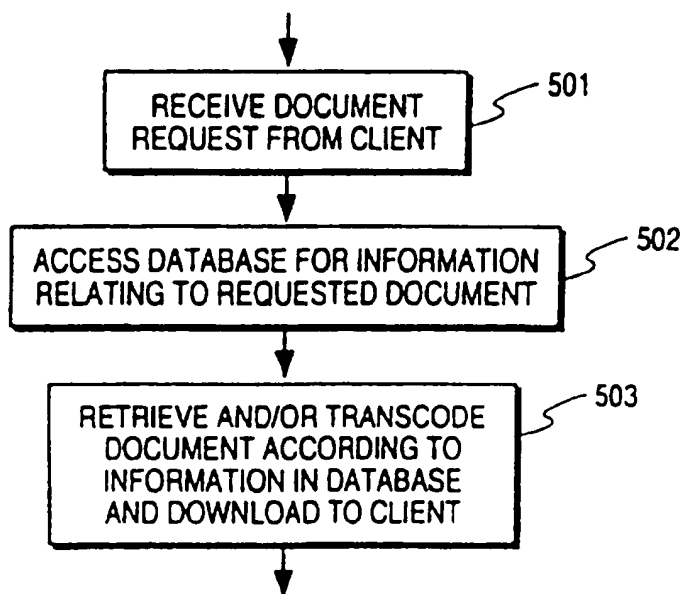 RECEIVE DOCUMENT
REQUEST FROM CLIENT
501
ACCESS DATABASE FOR INFORMATION
RELATING TO REQUESTED DOCUMENT
502
RETRIEVE AND/OR TRANSCODE
DOCUMENT ACCORDING TO
INFORMATION IN DATABASE
AND DOWNLOAD TO CLIENT
503